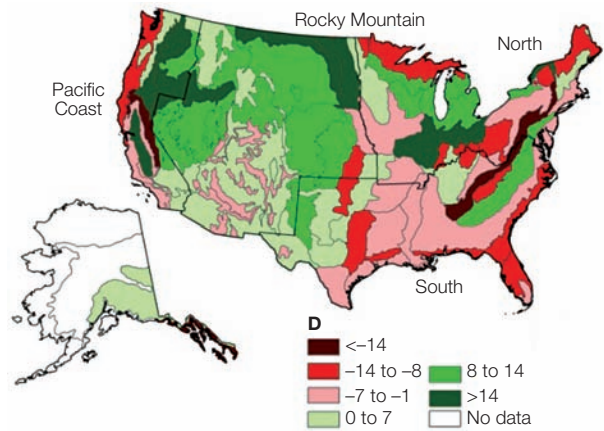 Rocky Mountain
North
Pacific
Coast
South
D
<–14
–14 to –8
–7 to –1
0 to 7
8 to 14
>14
No data